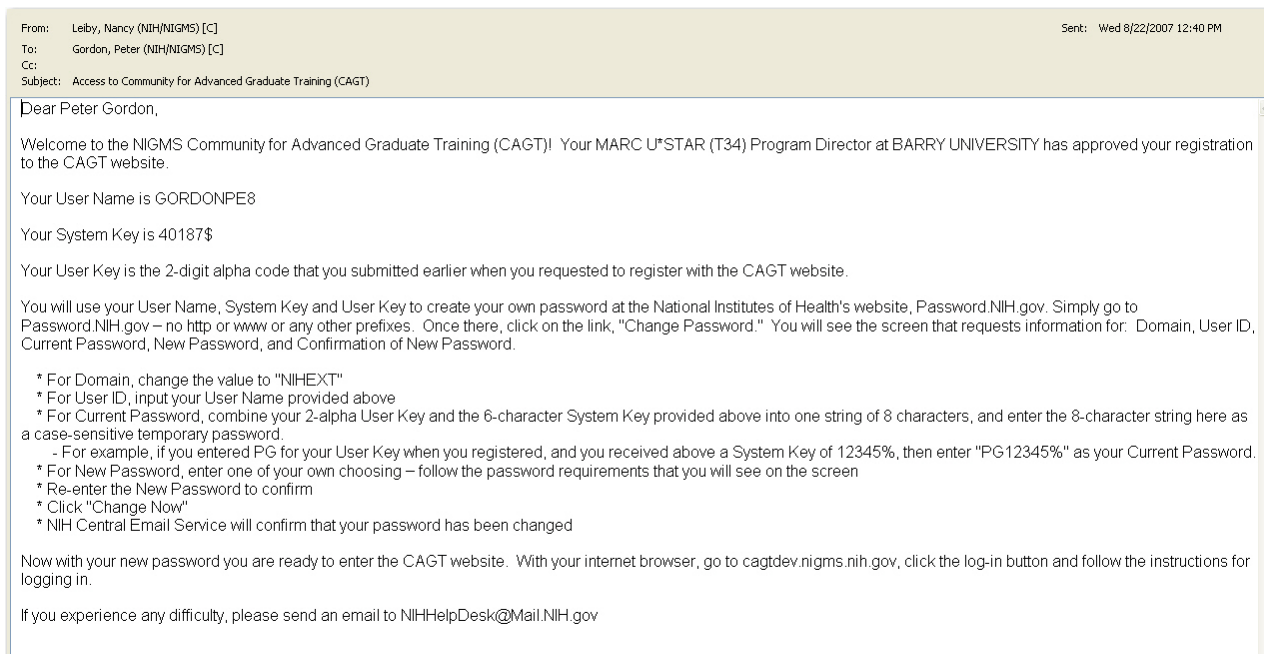 From: Leiby, Nancy (NIH/NIGMS) [C] Sent: Wed 8/22/2007 12:40 PM
To: Gordon, Peter (NIH/NIGMS) [C]
Cc:
Subject: Access to Community for Advanced Graduate Training (CAGT)
Dear Peter Gordon,
Welcome to the NIGMS Community for Advanced Graduate Training (CAGT)! Your MARC U*STAR (T34) Program Director at BARRY UNIVERSITY has approved your registration
to the CAGT website.
Your User Name is GORDONPE8
Your System Key is 40187$
Your User Key is the 2-digit alpha code that you submitted earlier when you requested to register with the CAGT website.
You will use your User Name, System Key and User Key to create your own password at the National Institutes of Health's website, Password.NIH.gov. Simply go to
Password.NIH.gov – no http or www or any other prefixes. Once there, click on the link, "Change Password." You will see the screen that requests information for: Domain, User ID,
Current Password, New Password, and Confirmation of New Password.
* For Domain, change the value to "NIHEXT"
* For User ID, input your User Name provided above
* For Current Password, combine your 2-alpha User Key and the 6-character System Key provided above into one string of 8 characters, and enter the 8-character string here as
a case-sensitive temporary password.
- For example, if you entered PG for your User Key when you registered, and you received above a System Key of 12345%, then enter "PG12345%" as your Current Password.
* For New Password, enter one of your own choosing – follow the password requirements that you will see on the screen
* Re-enter the New Password to confirm
* Click "Change Now"
* NIH Central Email Service will confirm that your password has been changed
Now with your new password you are ready to enter the CAGT website. With your internet browser, go to cagtdev.nigms.nih.gov, click the log-in button and follow the instructions for
logging in.
If you experience any difficulty, please send an email to NIHHelpDesk@Mail.NIH.gov